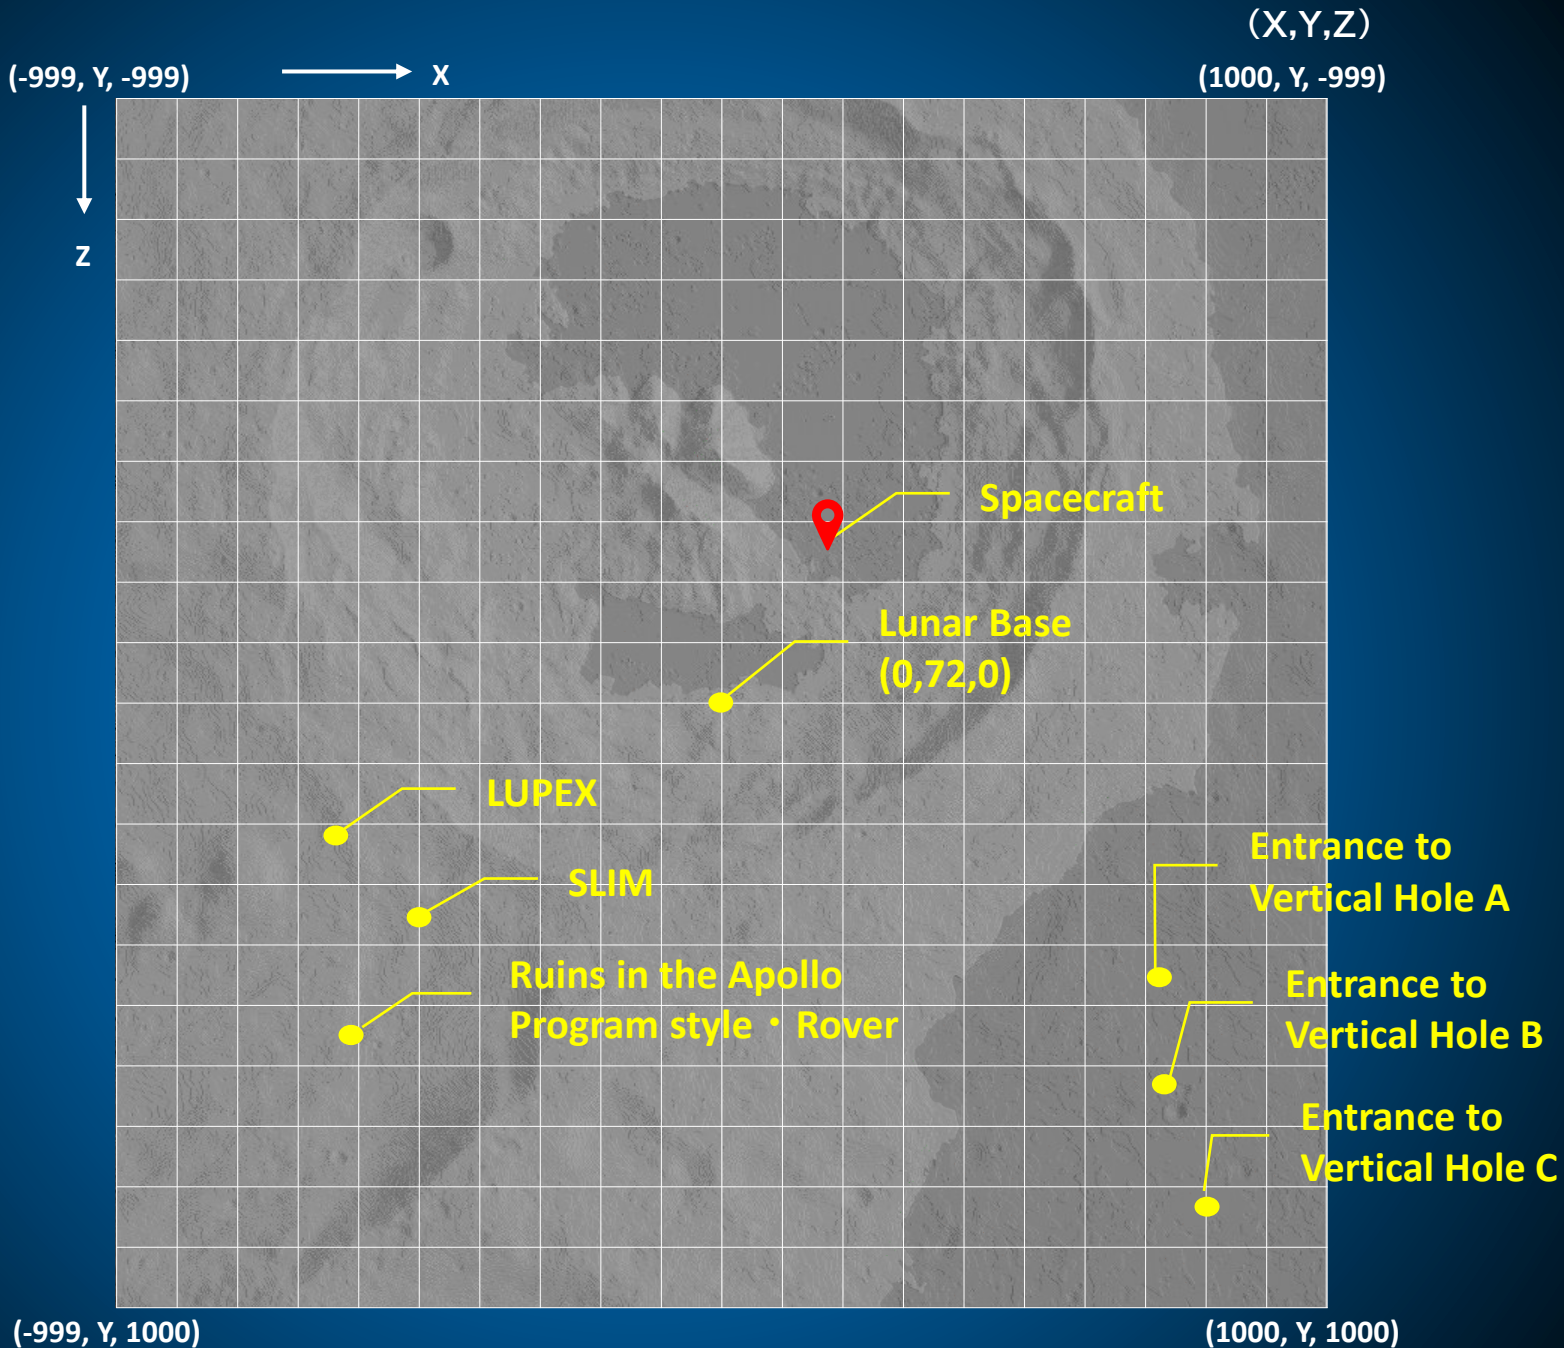 （X,Y,Z）
(-999, Y, -999)
X
(1000, Y, -999)
Z
Spacecraft
Lunar Base
(0,72,0)
LUPEX
SLIM
Entrance to
Vertical Hole A
Ruins in the Apollo
Program style・Rover
Entrance to
Vertical Hole B
Entrance to
Vertical Hole C
(-999, Y, 1000)
(1000, Y, 1000)